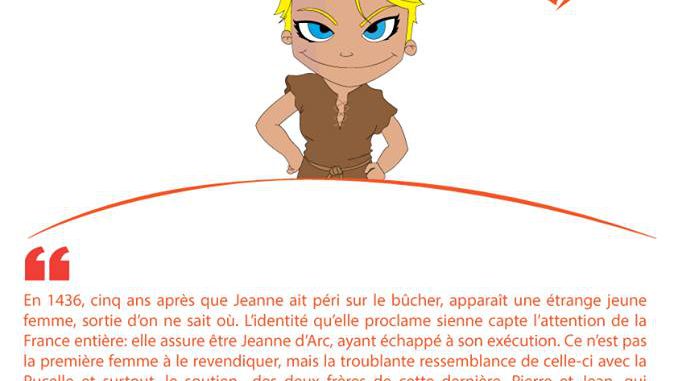 En 1436, cinq ans après que Jeanne ait péri sur le bûcher, apparaît une étrange jeune
femme, sortie d'on ne sait où. L'identité qu'elle proclame sienne capte l'attention de la
France entière: elle assure être Jeanne d'Arc, ayant échappé à son exécution. Ce n'est pas
la première femme à le revendiquer, mais la troublante ressemblance de celle-ci avec la
Pucelle et surtout, le soutien des deux frères de cette dernière, Pierre et Jean, qui